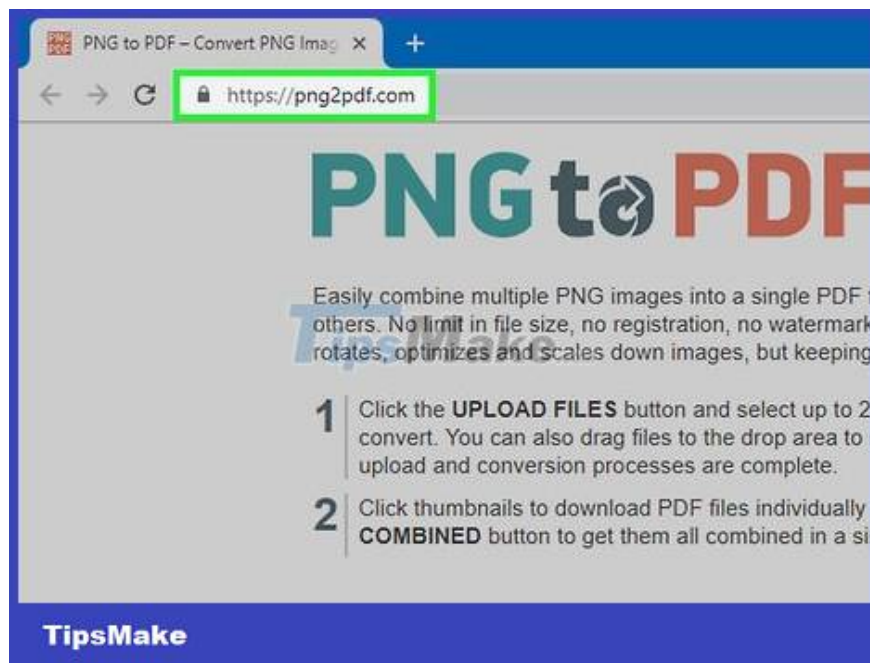 PNG to PDF – Convert PNG Imag
https://png2pdf.com
PNG to PDF
Easily combine multiple PNG images into a single PDF
others. No limit in file size, no registration, no watermark
rotates, optimizes and scales down images, but keeping
1 Click the UPLOAD FILES button and select up to 2
convert. You can also drag files to the drop area to
upload and conversion processes are complete.
2 Click thumbnails to download PDF files individually
COMBINED button to get them all combined in a si
TipsMake
TipsMake